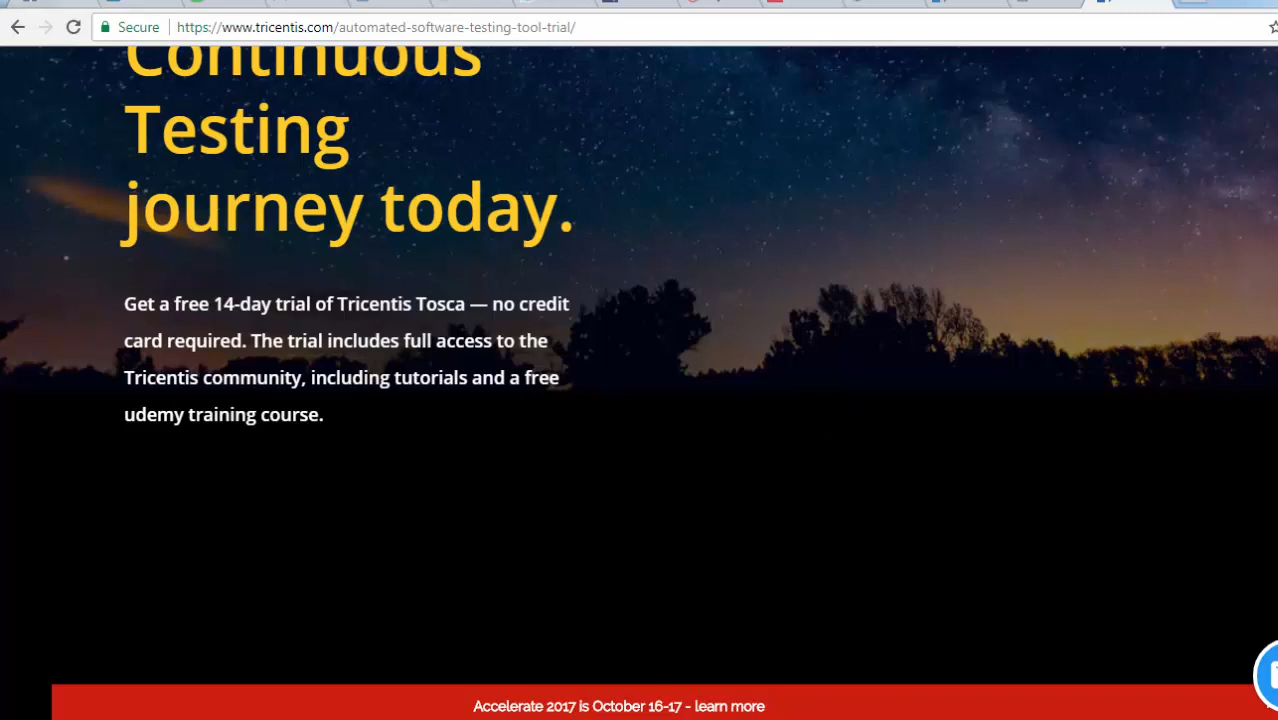 Secure
https://www.tricentis.com/automated-software-testing-tool-trial/
Continuous
Testing
journey today.
Get a free 14-day trial of Tricentis Tosca — no credit
card required. The trial includes full access to the
Tricentis community, including tutorials and a free
udemy training course.
Accelerate 2017 is October 16-17 - learn more